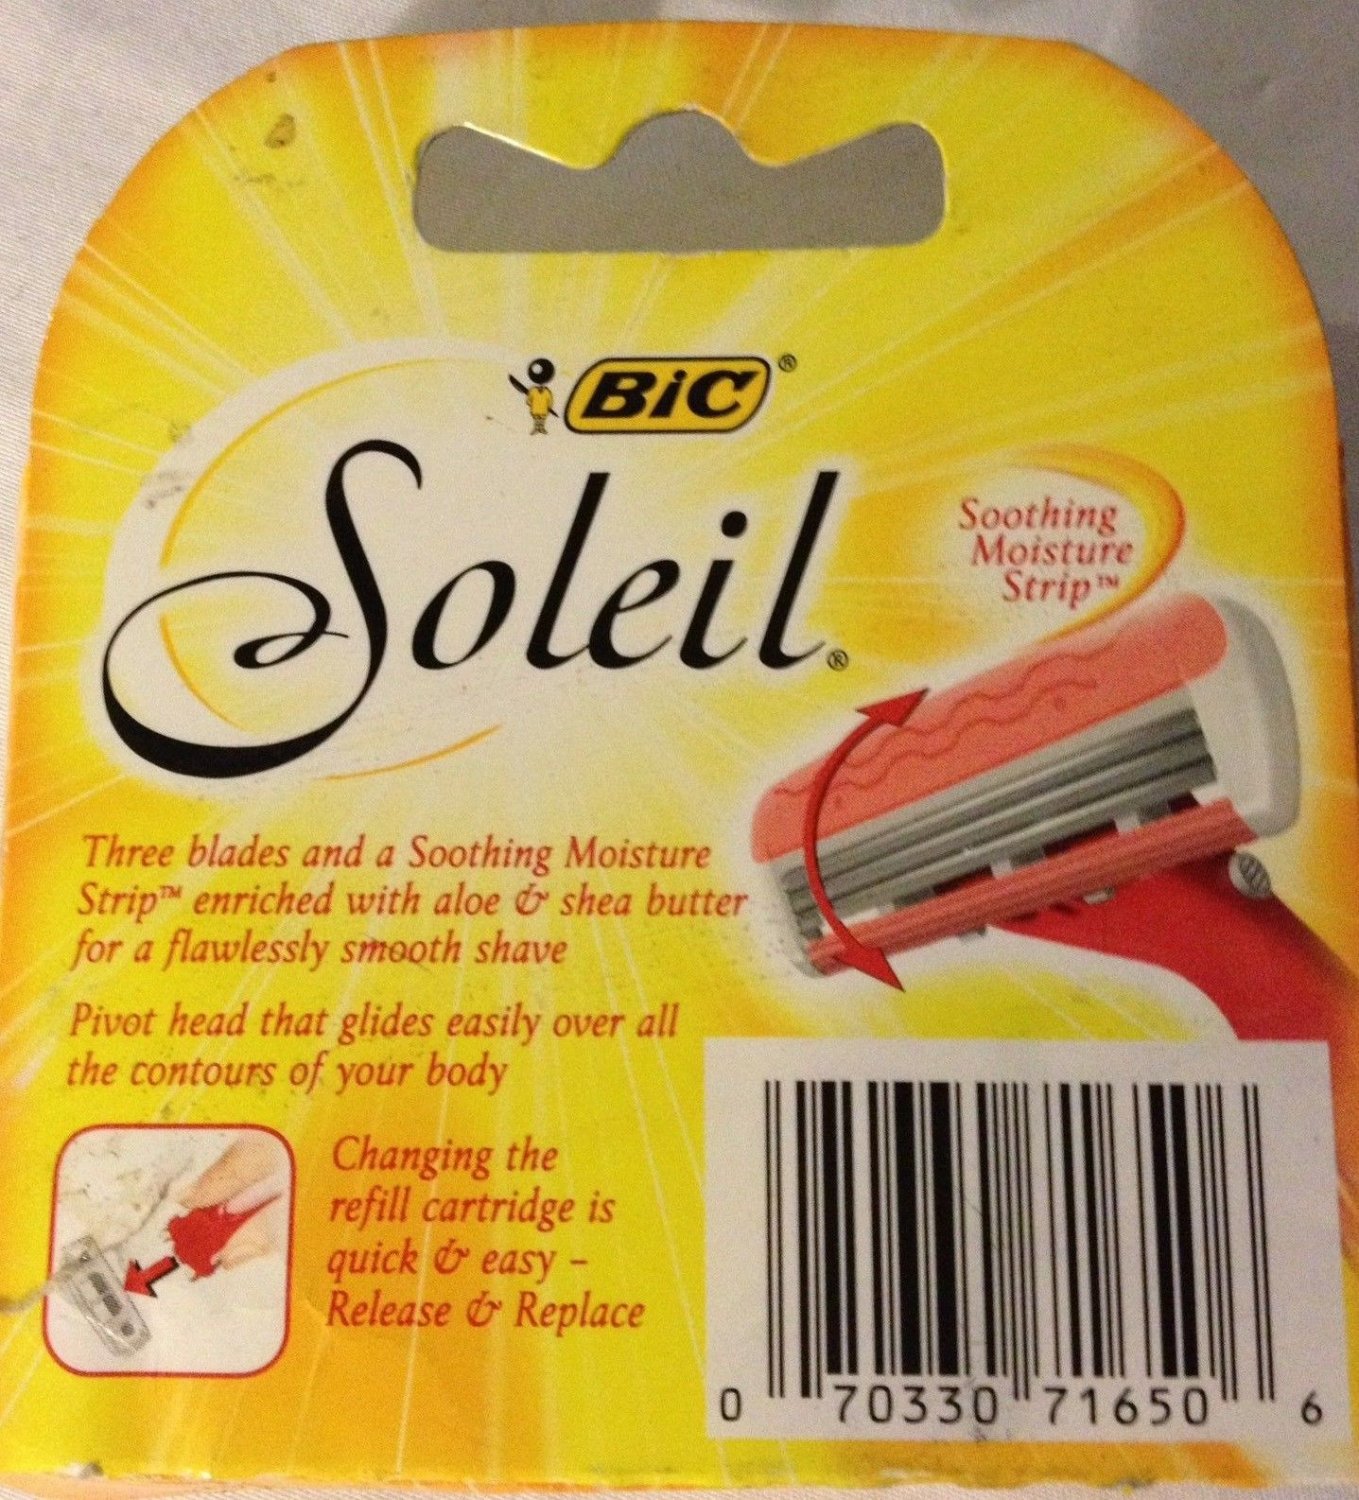 BiC®
Soleil®
Soothing
Moisture
Strip™
Three blades and a Soothing Moisture
Strip™ enriched with aloe & shea butter
for a flawlessly smooth shave
Pivot head that glides easily over all
the contours of your body
Changing the
refill cartridge is
quick & easy –
Release & Replace
0 70330 71650 6